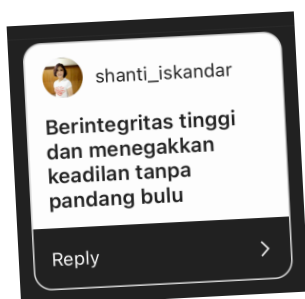 shanti_iskandar
Berintegritas tinggi
dan menegakkan
keadilan tanpa
pandang bulu
Reply